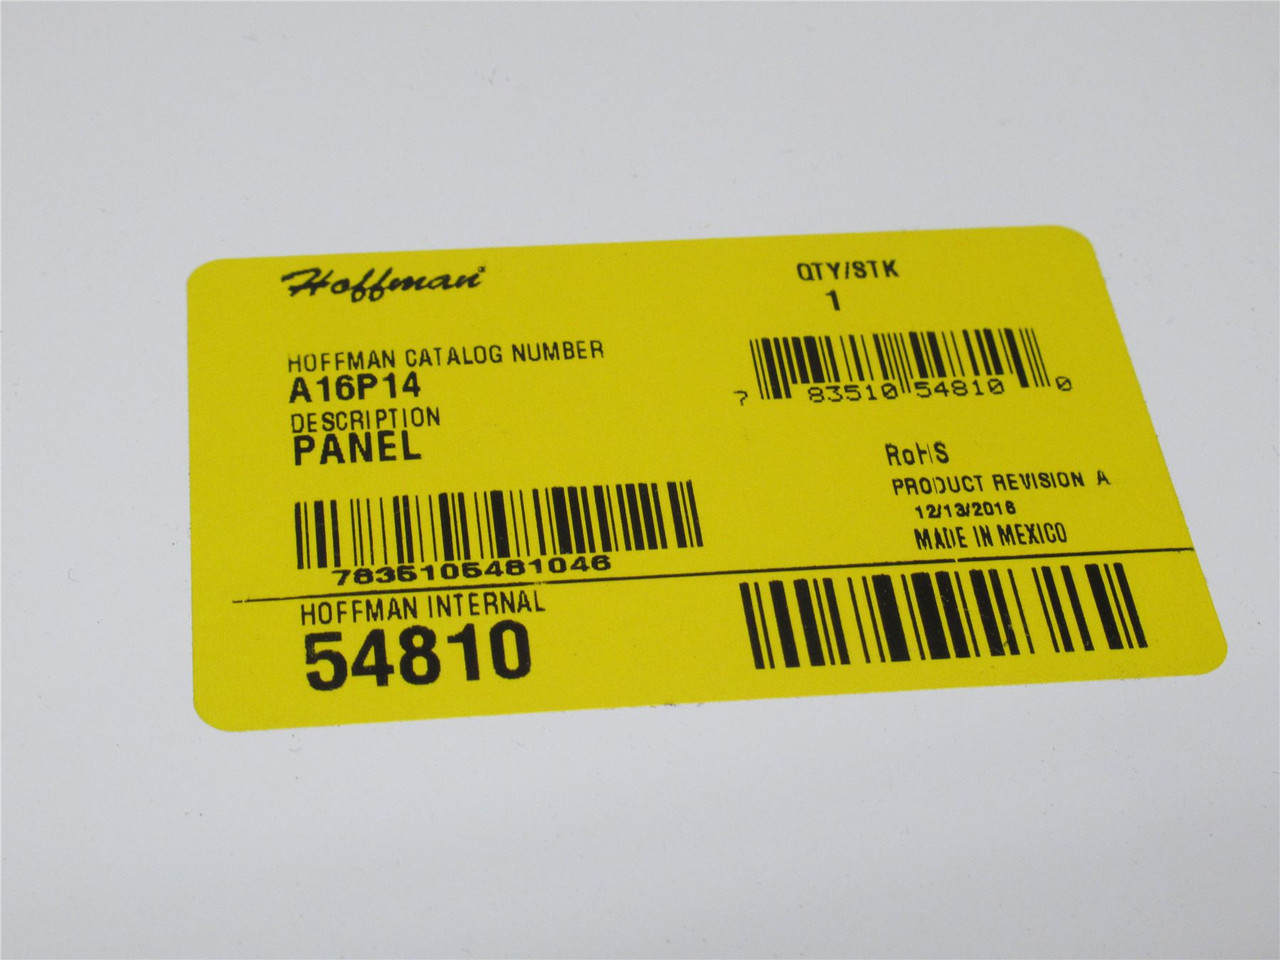 Hoffman
QTY/STK
1
HOFFMAN CATALOG NUMBER
A16P14
DESCRIPTION
PANEL
7 83510 54810 0
RoHS
PRODUCT REVISION A
12/13/2016
MADE IN MEXICO
7835105481046
HOFFMAN INTERNAL
54810